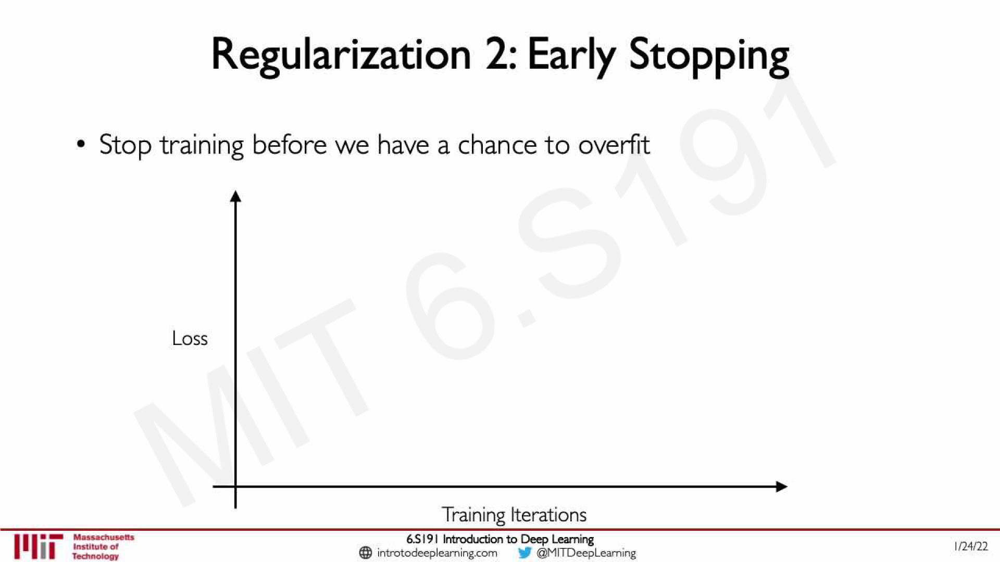 Regularization 2: Early Stopping
• Stop training before we have a chance to overfit
MIT 6.S191
Loss
Training Iterations
Massachusetts
Institute of
Technology
6.S191 Introduction to Deep Learning
introtodeeplearning.com @MITDeepLearning
1/24/22